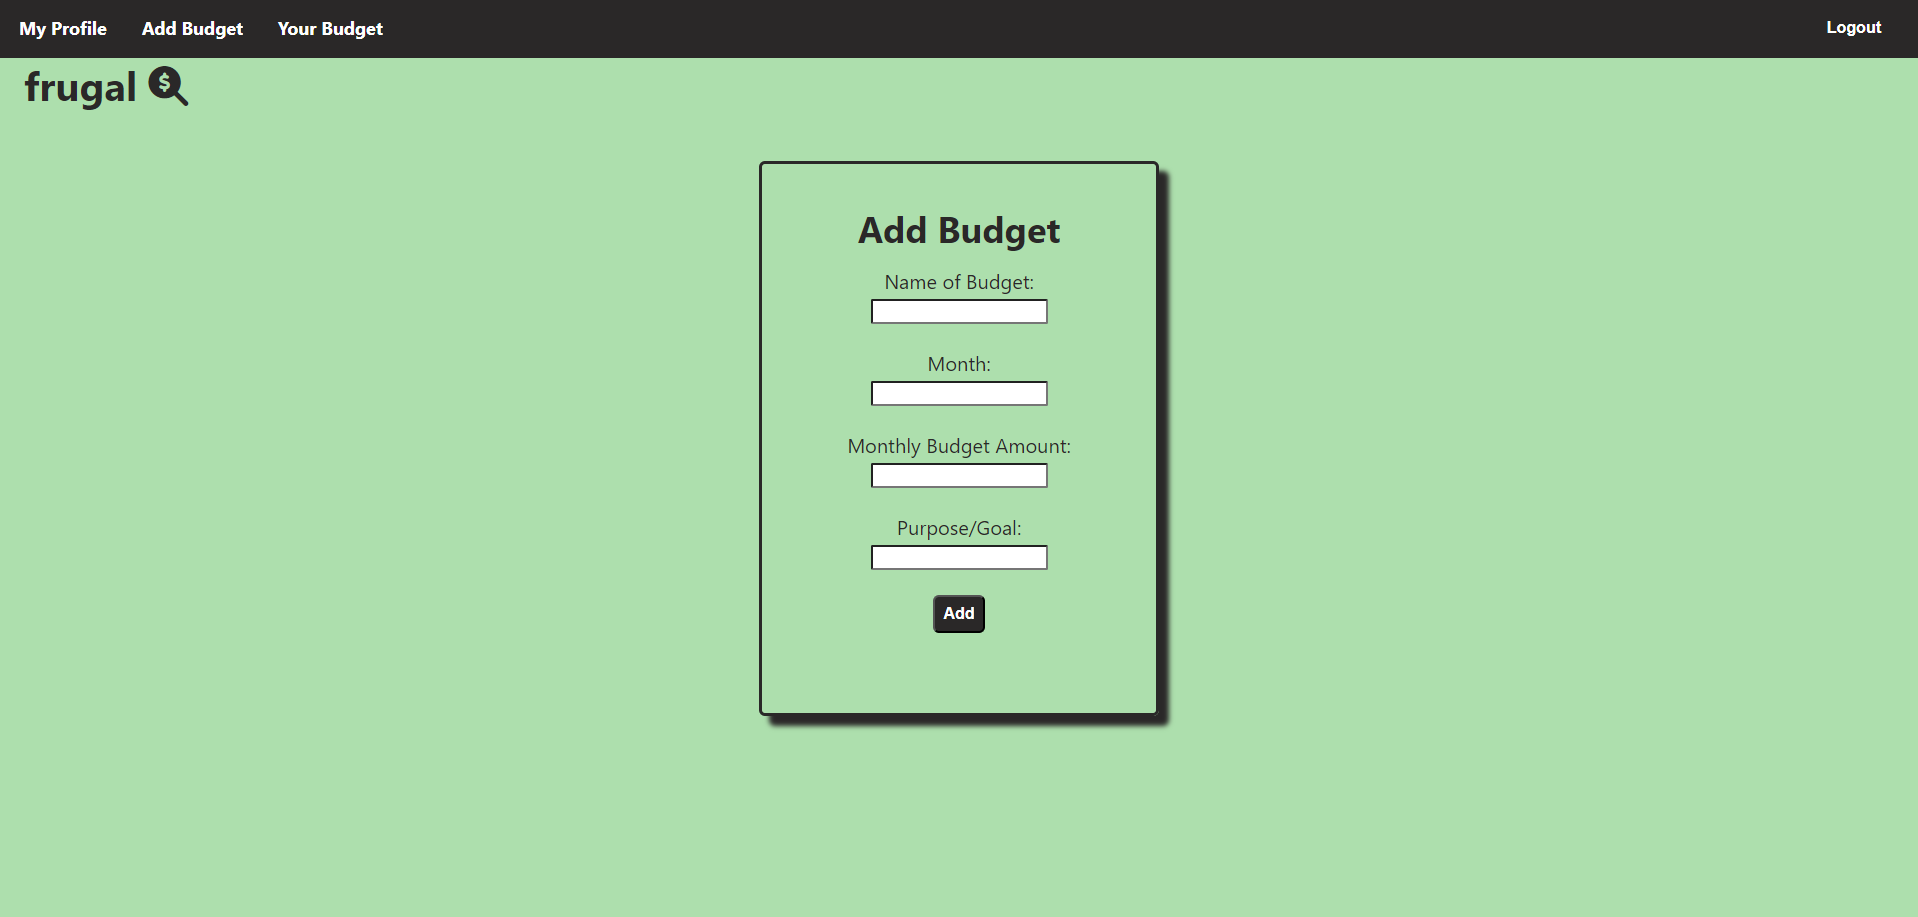 My Profile Add Budget Your Budget Logout
frugal $
Add Budget
Name of Budget:
Month:
Monthly Budget Amount:
Purpose/Goal:
Add